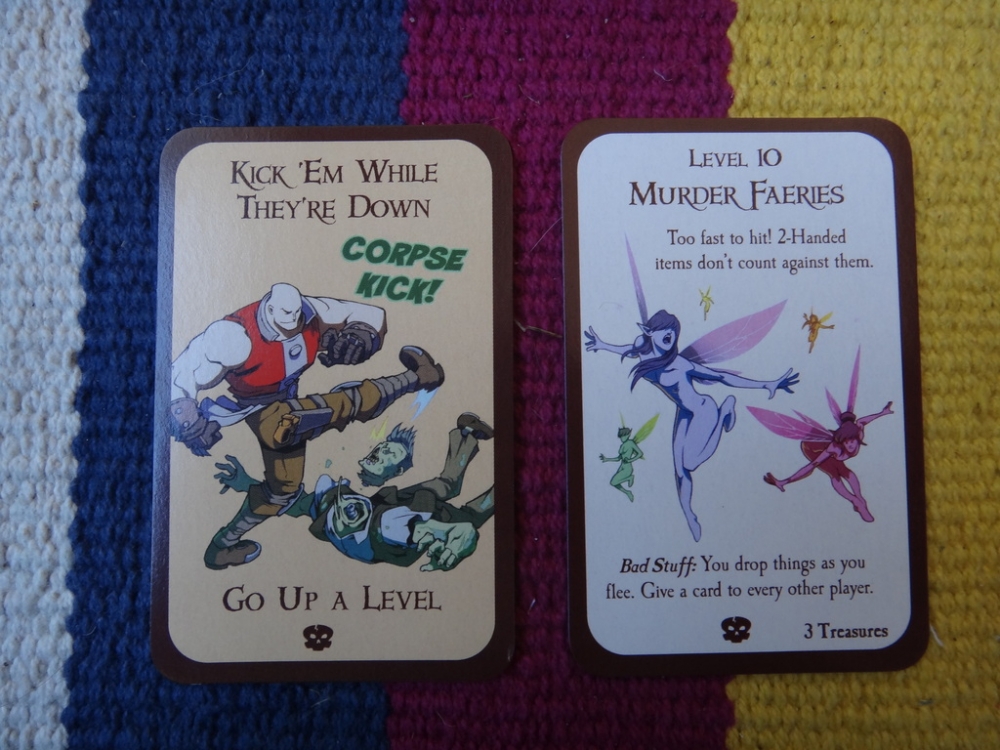 Kick 'Em While
They're Down
CORPSE
KICK!
Go Up a Level
Level 10
Murder Faeries
Too fast to hit! 2-Handed
items don't count against them.
Bad Stuff: You drop things as you
flee. Give a card to every other player.
3 Treasures